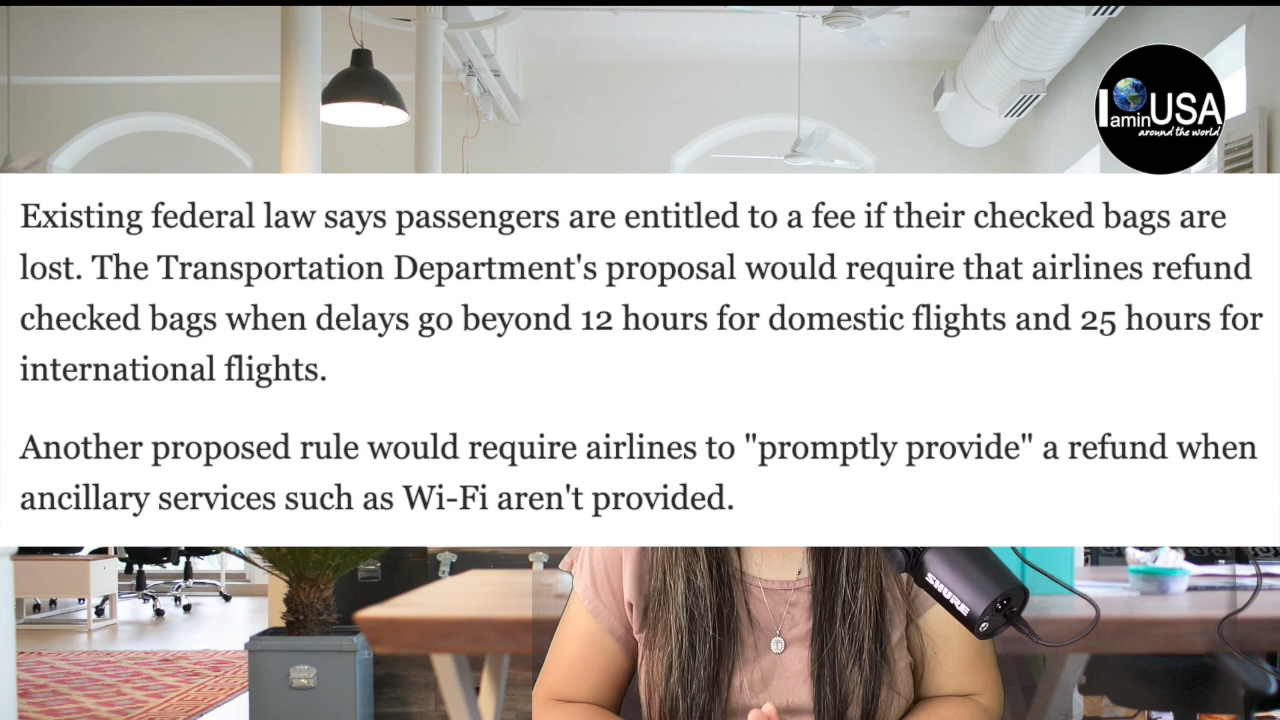 I aminUSA
around the world
Existing federal law says passengers are entitled to a fee if their checked bags are
lost. The Transportation Department's proposal would require that airlines refund
checked bags when delays go beyond 12 hours for domestic flights and 25 hours for
international flights.
Another proposed rule would require airlines to "promptly provide" a refund when
ancillary services such as Wi-Fi aren't provided.
SHURE